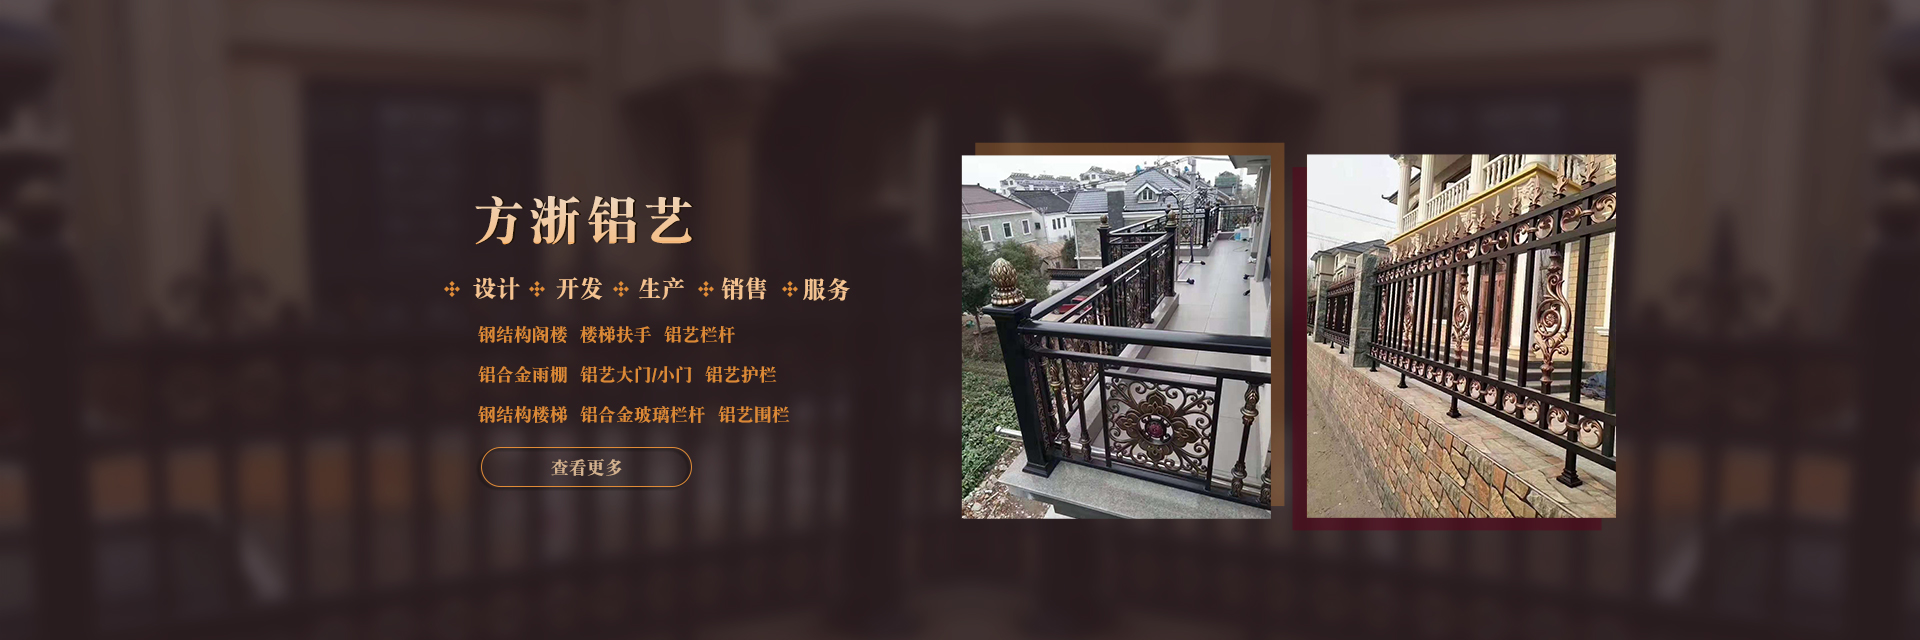 方浙铝艺
设计 开发 生产 销售 服务
钢结构阁楼 楼梯扶手 铝艺栏杆
铝合金雨棚 铝艺大门/小门 铝艺护栏
钢结构楼梯 铝合金玻璃栏杆 铝艺围栏
查看更多